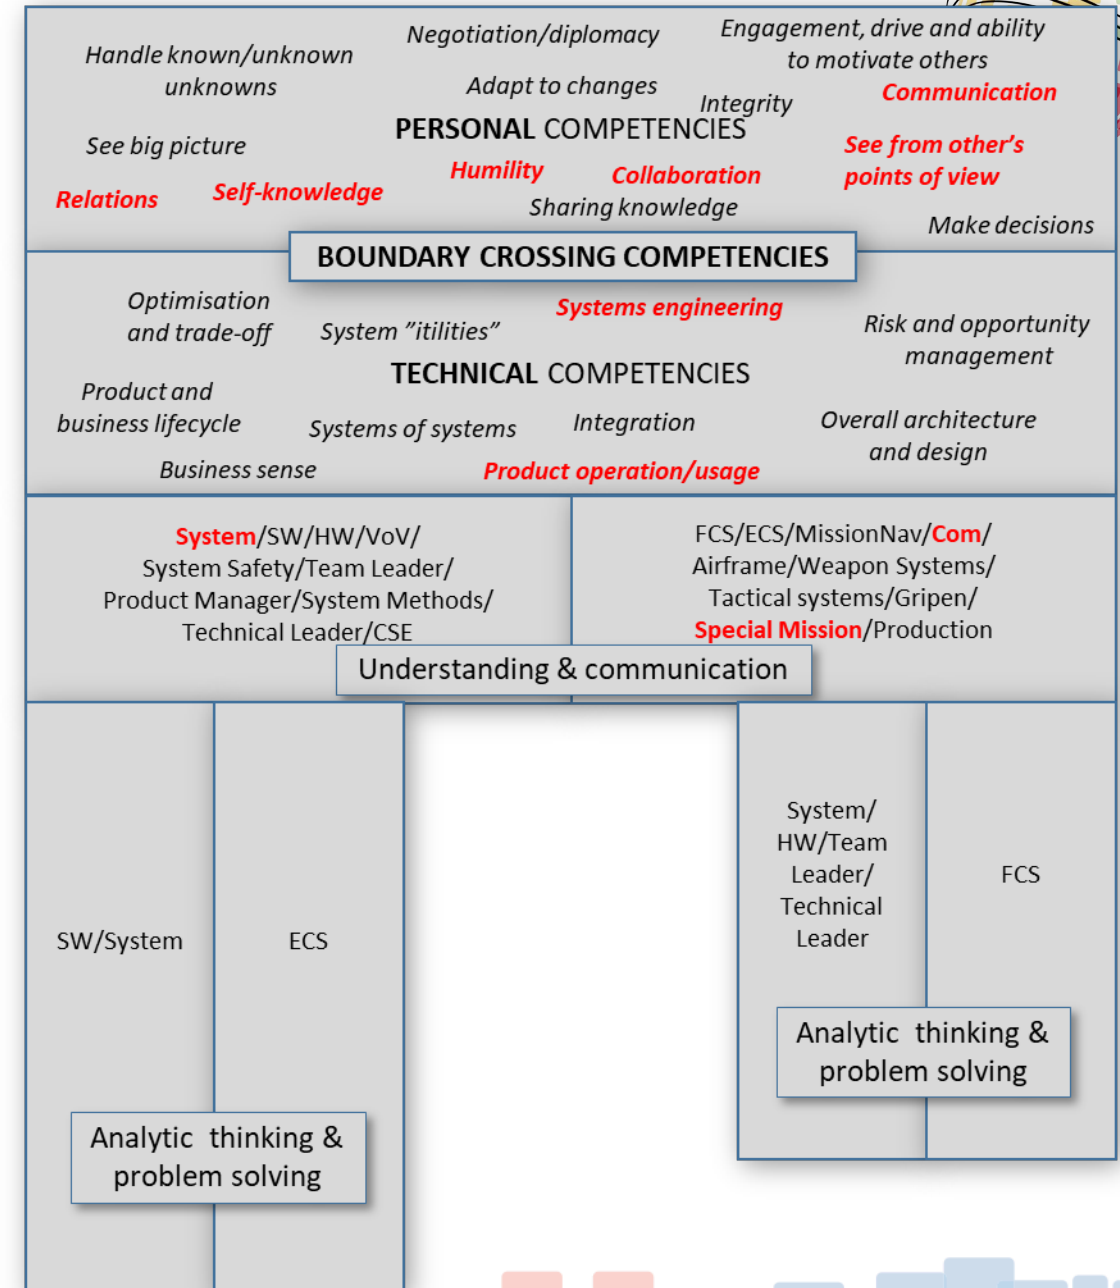 Handle known/unknown
unknowns
Negotiation/diplomacy
Engagement, drive and ability
to motivate others
Adapt to changes
Integrity
Communication
PERSONAL COMPETENCIES
See big picture
See from other's
points of view
Relations
Self-knowledge
Humility
Collaboration
Sharing knowledge
Make decisions
BOUNDARY CROSSING COMPETENCIES
Optimisation
and trade-off
System ”itilities”
Systems engineering
Risk and opportunity
management
TECHNICAL COMPETENCIES
Product and
business lifecycle
Systems of systems
Integration
Overall architecture
and design
Business sense
Product operation/usage
System/SW/HW/VoV/
System Safety/Team Leader/
Product Manager/System Methods/
Technical Leader/CSE
FCS/ECS/MissionNav/Com/
Airframe/Weapon Systems/
Tactical systems/Gripen/
Special Mission/Production
Understanding & communication
SW/System
ECS
System/
HW/Team
Leader/
Technical
Leader
FCS
Analytic thinking &
problem solving
Analytic thinking &
problem solving